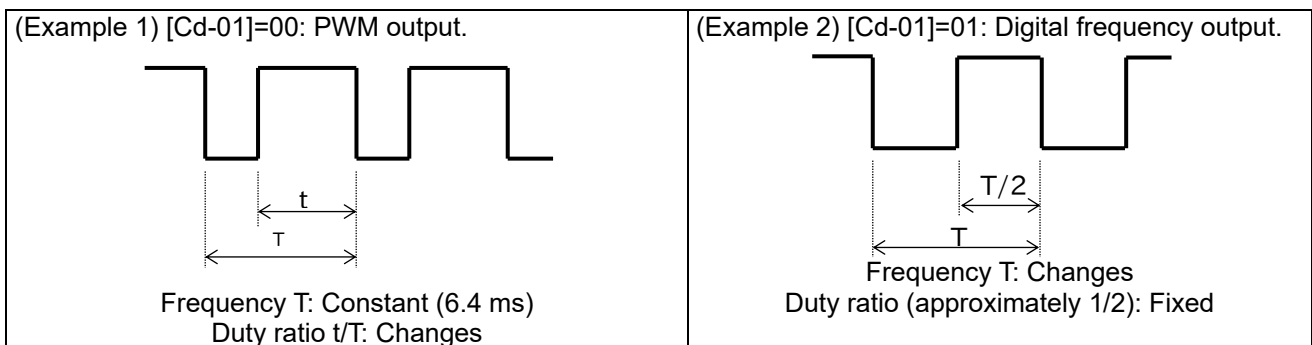 (Example 1) [Cd-01]=00: PWM output.
t
T
Frequency T: Constant (6.4 ms)
Duty ratio t/T: Changes
(Example 2) [Cd-01]=01: Digital frequency output.
T/2
T
Frequency T: Changes
Duty ratio (approximately 1/2): Fixed